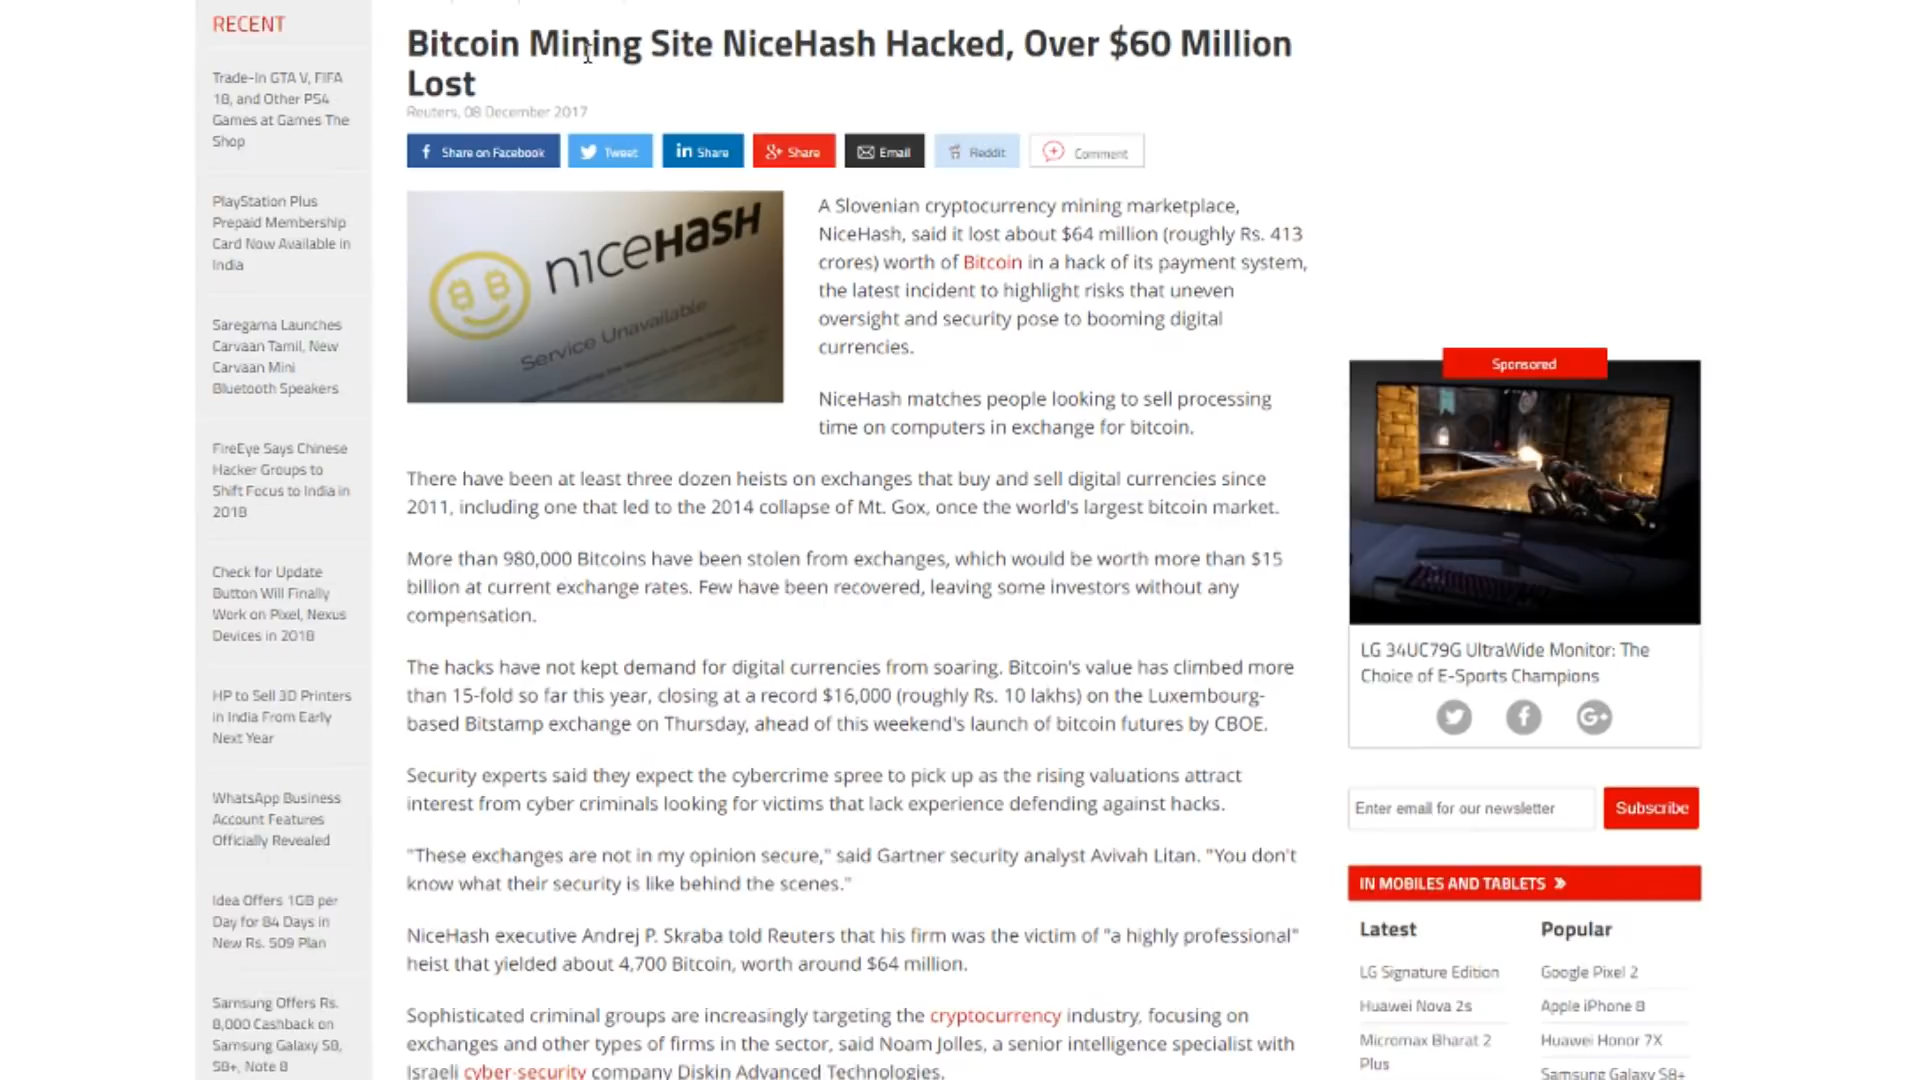 RECENT
Trade-In GTA V, FIFA
18, and Other PS4
Games at Games The
Shop
PlayStation Plus
Prepaid Membership
Card Now Available in
India
Saregama Launches
Carvaan Tamil, New
Carvaan Mini
Bluetooth Speakers
FireEye Says Chinese
Hacker Groups to
Shift Focus to India in
2018
Check for Update
Button Will Finally
Work on Pixel, Nexus
Devices in 2018
HP to Sell 3D Printers
in India From Early
Next Year
WhatsApp Business
Account Features
Officially Revealed
Idea Offers 1GB per
Day for 84 Days in
New Rs. 509 Plan
Samsung Offers Rs.
8,000 Cashback on
Samsung Galaxy S8,
S8+, Note 8
Bitcoin Mining Site NiceHash Hacked, Over $60 Million
Lost
Reuters, 08 December 2017
Share on Facebook
Tweet
in Share
g+ Share
Email
Reddit
Comment
nıceHASH
Service Unavailable
A Slovenian cryptocurrency mining marketplace,
NiceHash, said it lost about $64 million (roughly Rs. 413
crores) worth of Bitcoin in a hack of its payment system,
the latest incident to highlight risks that uneven
oversight and security pose to booming digital
currencies.
NiceHash matches people looking to sell processing
time on computers in exchange for bitcoin.
There have been at least three dozen heists on exchanges that buy and sell digital currencies since
2011, including one that led to the 2014 collapse of Mt. Gox, once the world's largest bitcoin market.
More than 980,000 Bitcoins have been stolen from exchanges, which would be worth more than $15
billion at current exchange rates. Few have been recovered, leaving some investors without any
compensation.
The hacks have not kept demand for digital currencies from soaring. Bitcoin's value has climbed more
than 15-fold so far this year, closing at a record $16,000 (roughly Rs. 10 lakhs) on the Luxembourg-
based Bitstamp exchange on Thursday, ahead of this weekend's launch of bitcoin futures by CBOE.
Security experts said they expect the cybercrime spree to pick up as the rising valuations attract
interest from cyber criminals looking for victims that lack experience defending against hacks.
"These exchanges are not in my opinion secure," said Gartner security analyst Avivah Litan. "You don't
know what their security is like behind the scenes."
NiceHash executive Andrej P. Skraba told Reuters that his firm was the victim of "a highly professional"
heist that yielded about 4,700 Bitcoin, worth around $64 million.
Sophisticated criminal groups are increasingly targeting the cryptocurrency industry, focusing on
exchanges and other types of firms in the sector, said Noam Jolles, a senior intelligence specialist with
Israeli cyber-security company Diskin Advanced Technologies.
Sponsored
LG 34UC79G UltraWide Monitor: The
Choice of E-Sports Champions
Enter email for our newsletter
Subscribe
IN MOBILES AND TABLETS »
Latest
LG Signature Edition
Huawei Nova 2s
Micromax Bharat 2
Plus
Popular
Google Pixel 2
Apple iPhone 8
Huawei Honor 7X
Samsung Galaxy S8+